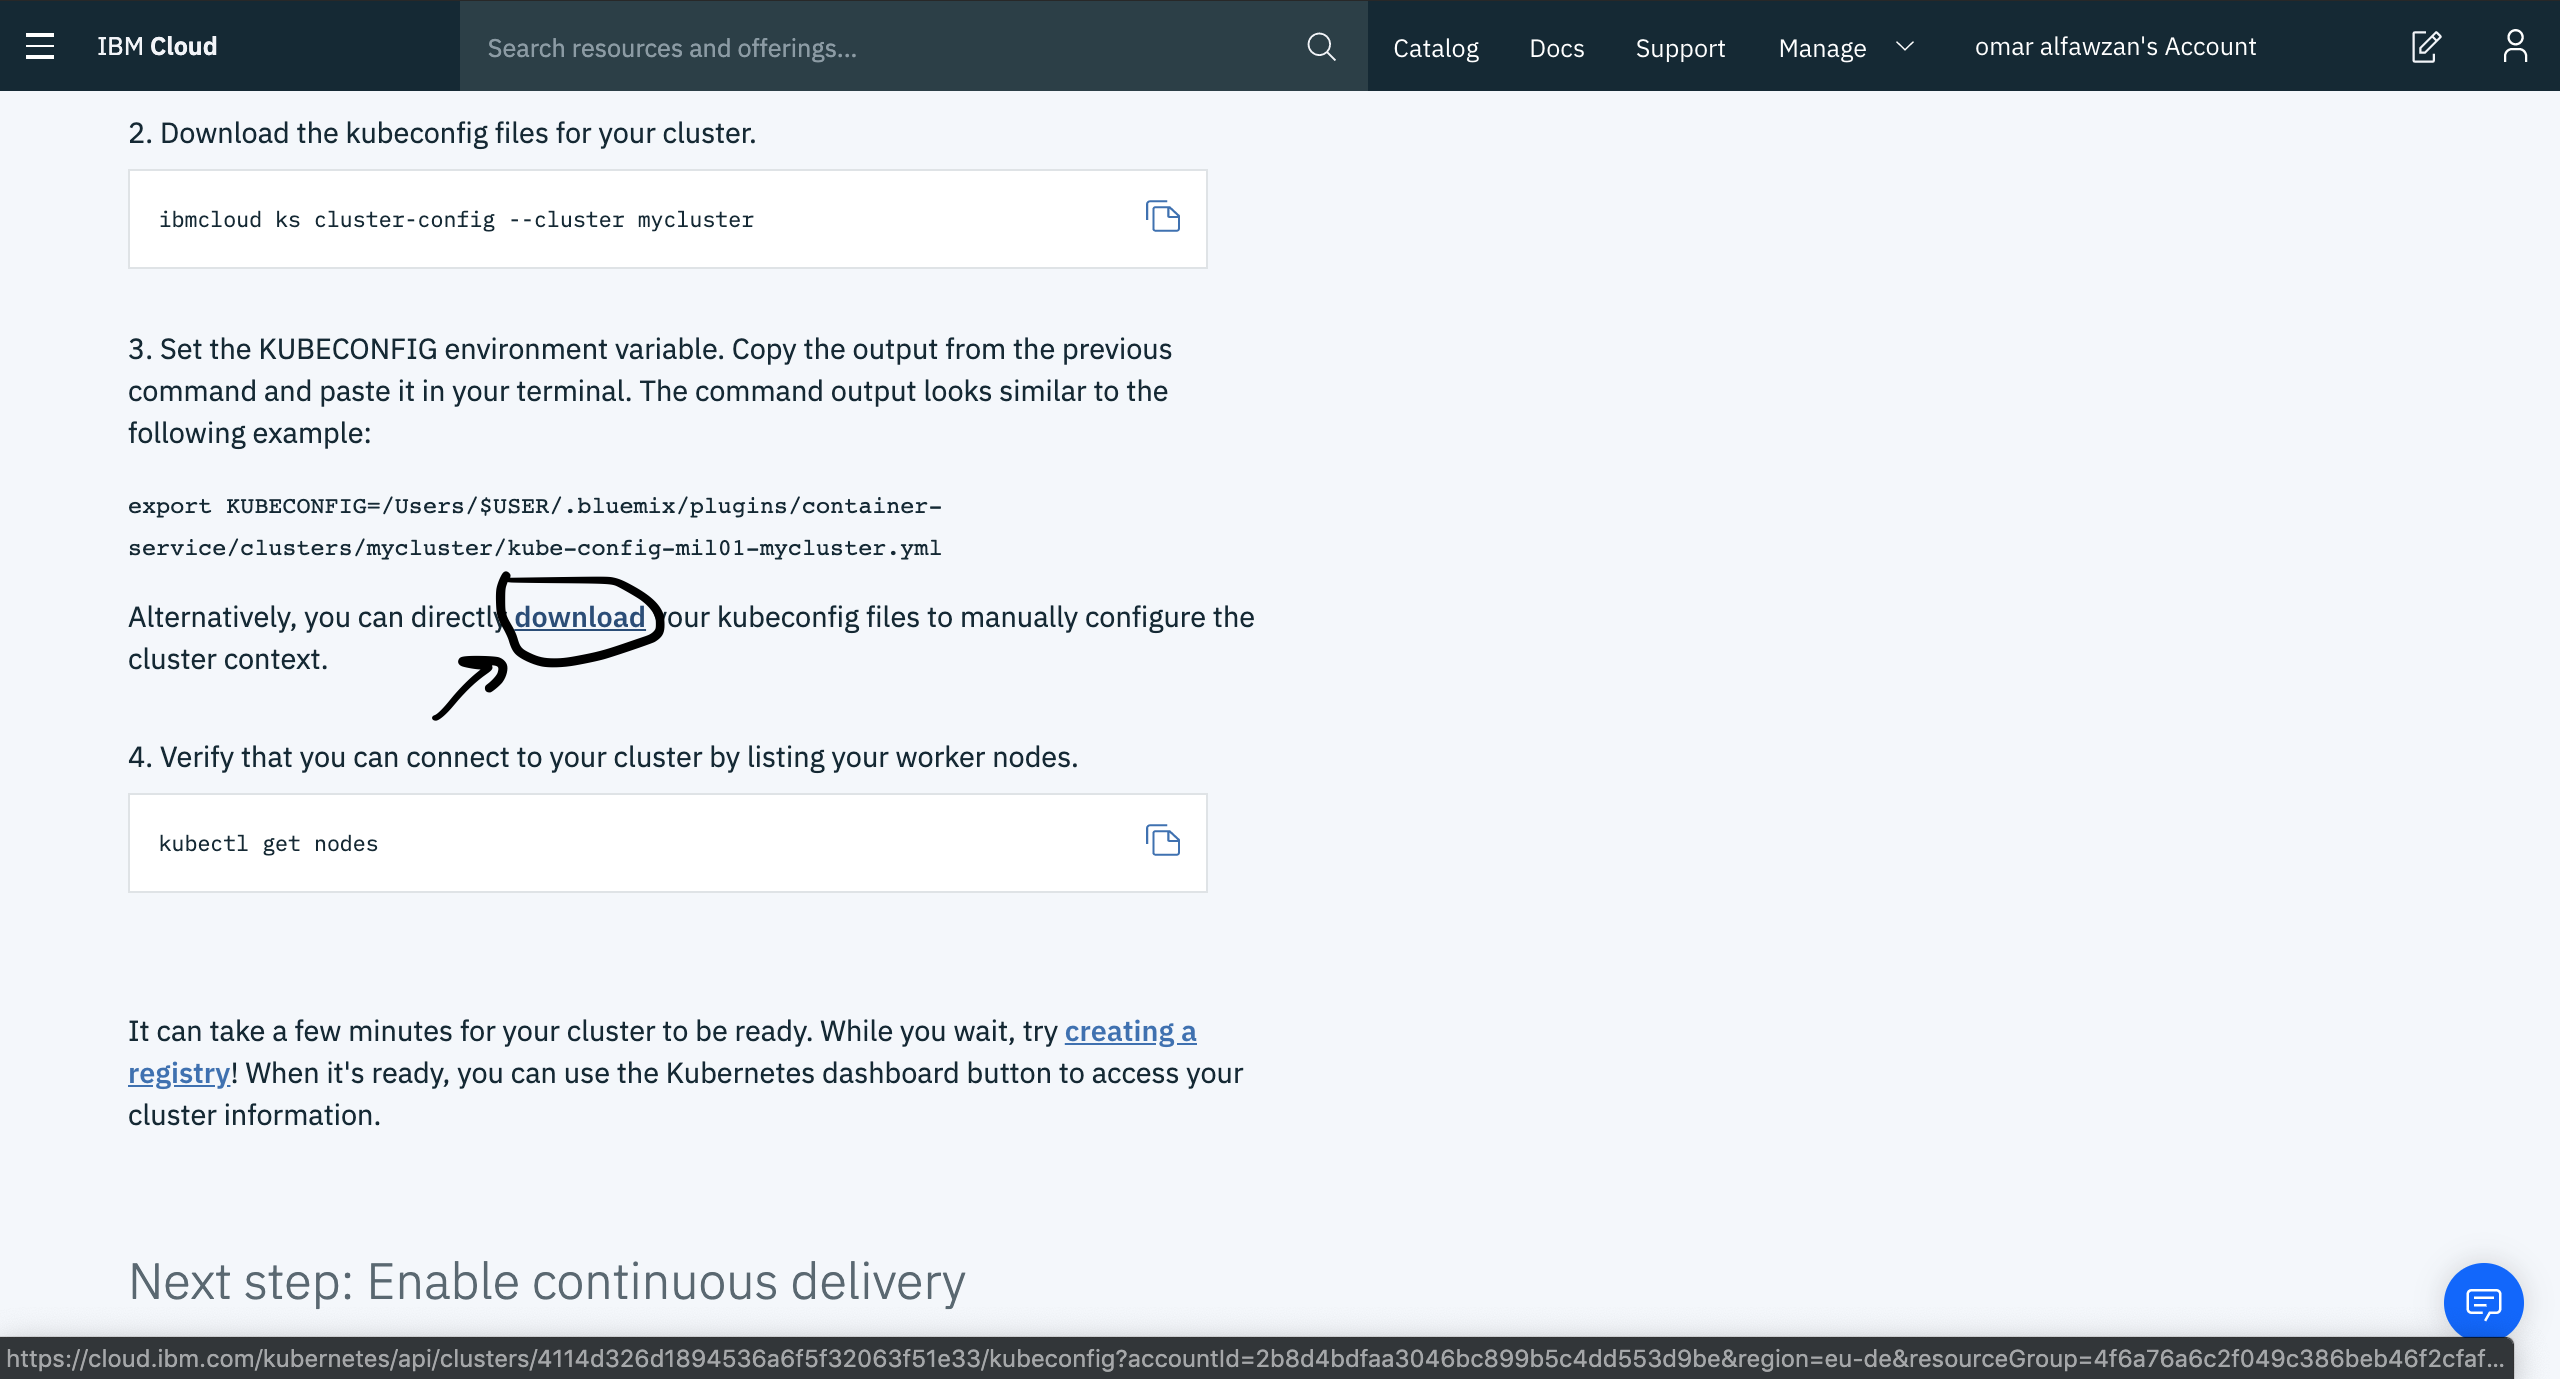 IBM Cloud
Search resources and offerings...
Catalog
Docs
Support
Manage
omar alfawzan's Account
2. Download the kubeconfig files for your cluster.
ibmcloud ks cluster-config --cluster mycluster
3. Set the KUBECONFIG environment variable. Copy the output from the previous
command and paste it in your terminal. The command output looks similar to the
following example:
export KUBECONFIG=/Users/$USER/.bluemix/plugins/container-
service/clusters/mycluster/kube-config-mil01-mycluster.yml
Alternatively, you can directly download your kubeconfig files to manually configure the
cluster context.
4. Verify that you can connect to your cluster by listing your worker nodes.
kubectl get nodes
It can take a few minutes for your cluster to be ready. While you wait, try creating a
registry! When it's ready, you can use the Kubernetes dashboard button to access your
cluster information.
Next step: Enable continuous delivery
https://cloud.ibm.com/kubernetes/api/clusters/4114d326d1894536a6f5f32063f51e33/kubeconfig?accountId=2b8d4bdfaa3046bc899b5c4dd553d9be&region=eu-de&resourceGroup=4f6a76a6c2f049c386beb46f2cfaf...